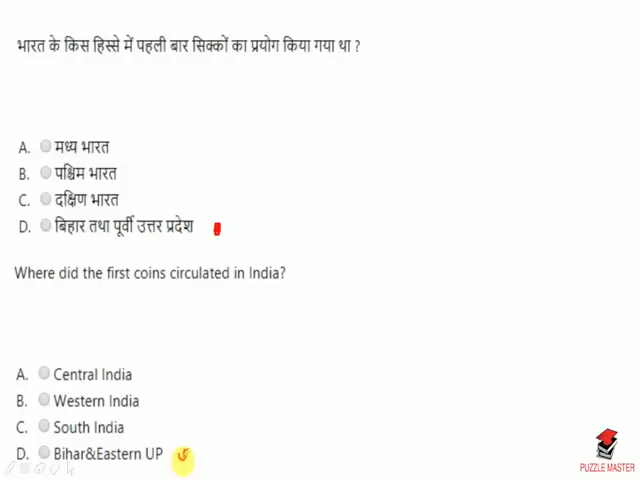 भारत के किस हिस्से में पहली बार सिक्कों का प्रयोग किया गया था ?
A. मध्य भारत
B. पश्चिम भारत
C. दक्षिण भारत
D. बिहार तथा पूर्वी उत्तर प्रदेश
Where did the first coins circulated in India?
A. Central India
B. Western India
C. South India
D. Bihar&Eastern UP
PUZZLE MASTER